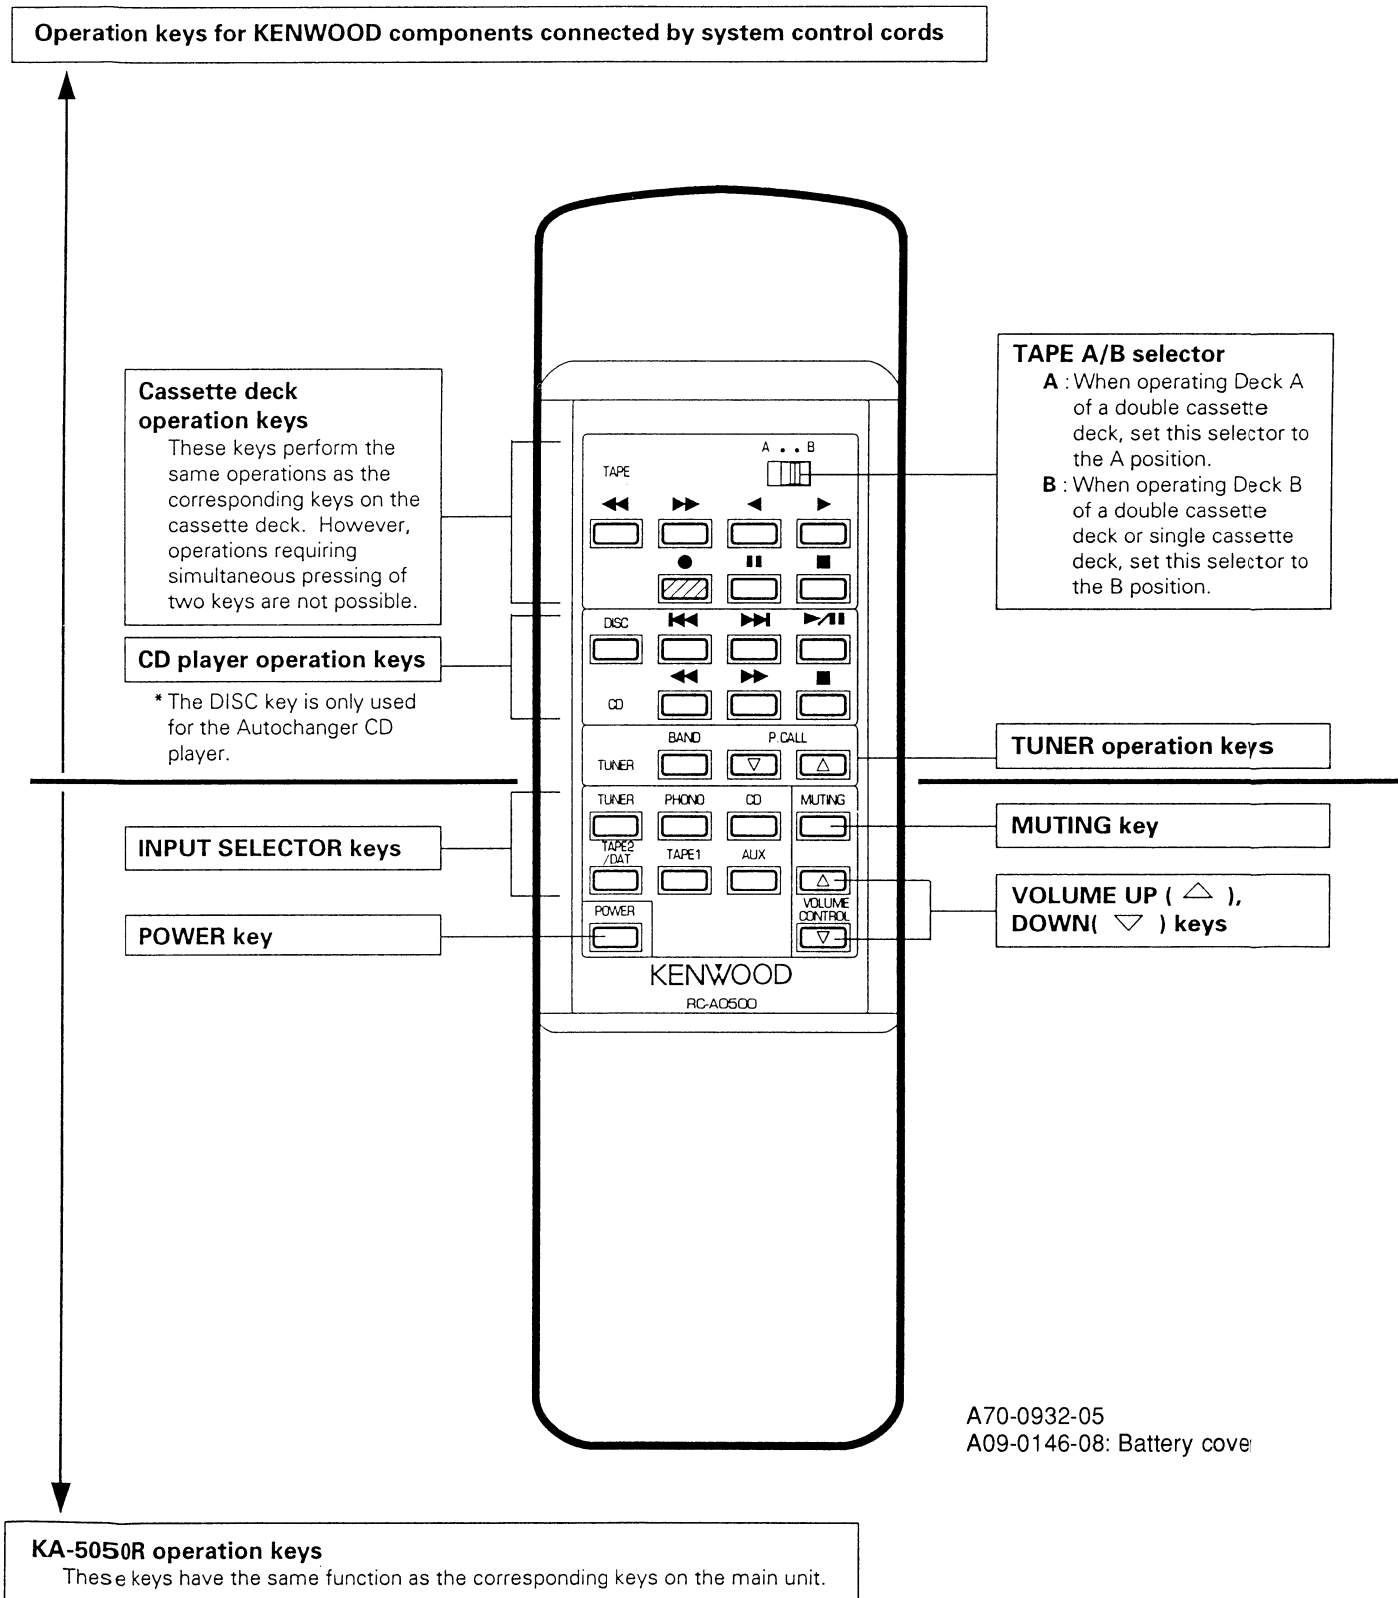 Operation keys for KENWOOD components connected by system control cords
Cassette deck
operation keys
These keys perform the
same operations as the
corresponding keys on the
cassette deck. However,
operations requiring
simultaneous pressing of
two keys are not possible.
CD player operation keys
* The DISC key is only used
for the Autochanger CD
player.
INPUT SELECTOR keys
POWER key
A . . B
TAPE
DISC
CD
BAND P.CALL
TUNER
TUNER PHONO CD MUTING
TAPE2
/DAT TAPE1 AUX
POWER
VOLUME
CONTROL
KENWOOD
RC-A0500
TAPE A/B selector
A : When operating Deck A
of a double cassette
deck, set this selector to
the A position.
B : When operating Deck B
of a double cassette
deck or single cassette
deck, set this selector to
the B position.
TUNER operation keys
MUTING key
VOLUME UP ( △ ),
DOWN( ▽ ) keys
A70-0932-05
A09-0146-08: Battery cove
KA-5050R operation keys
These keys have the same function as the corresponding keys on the main unit.